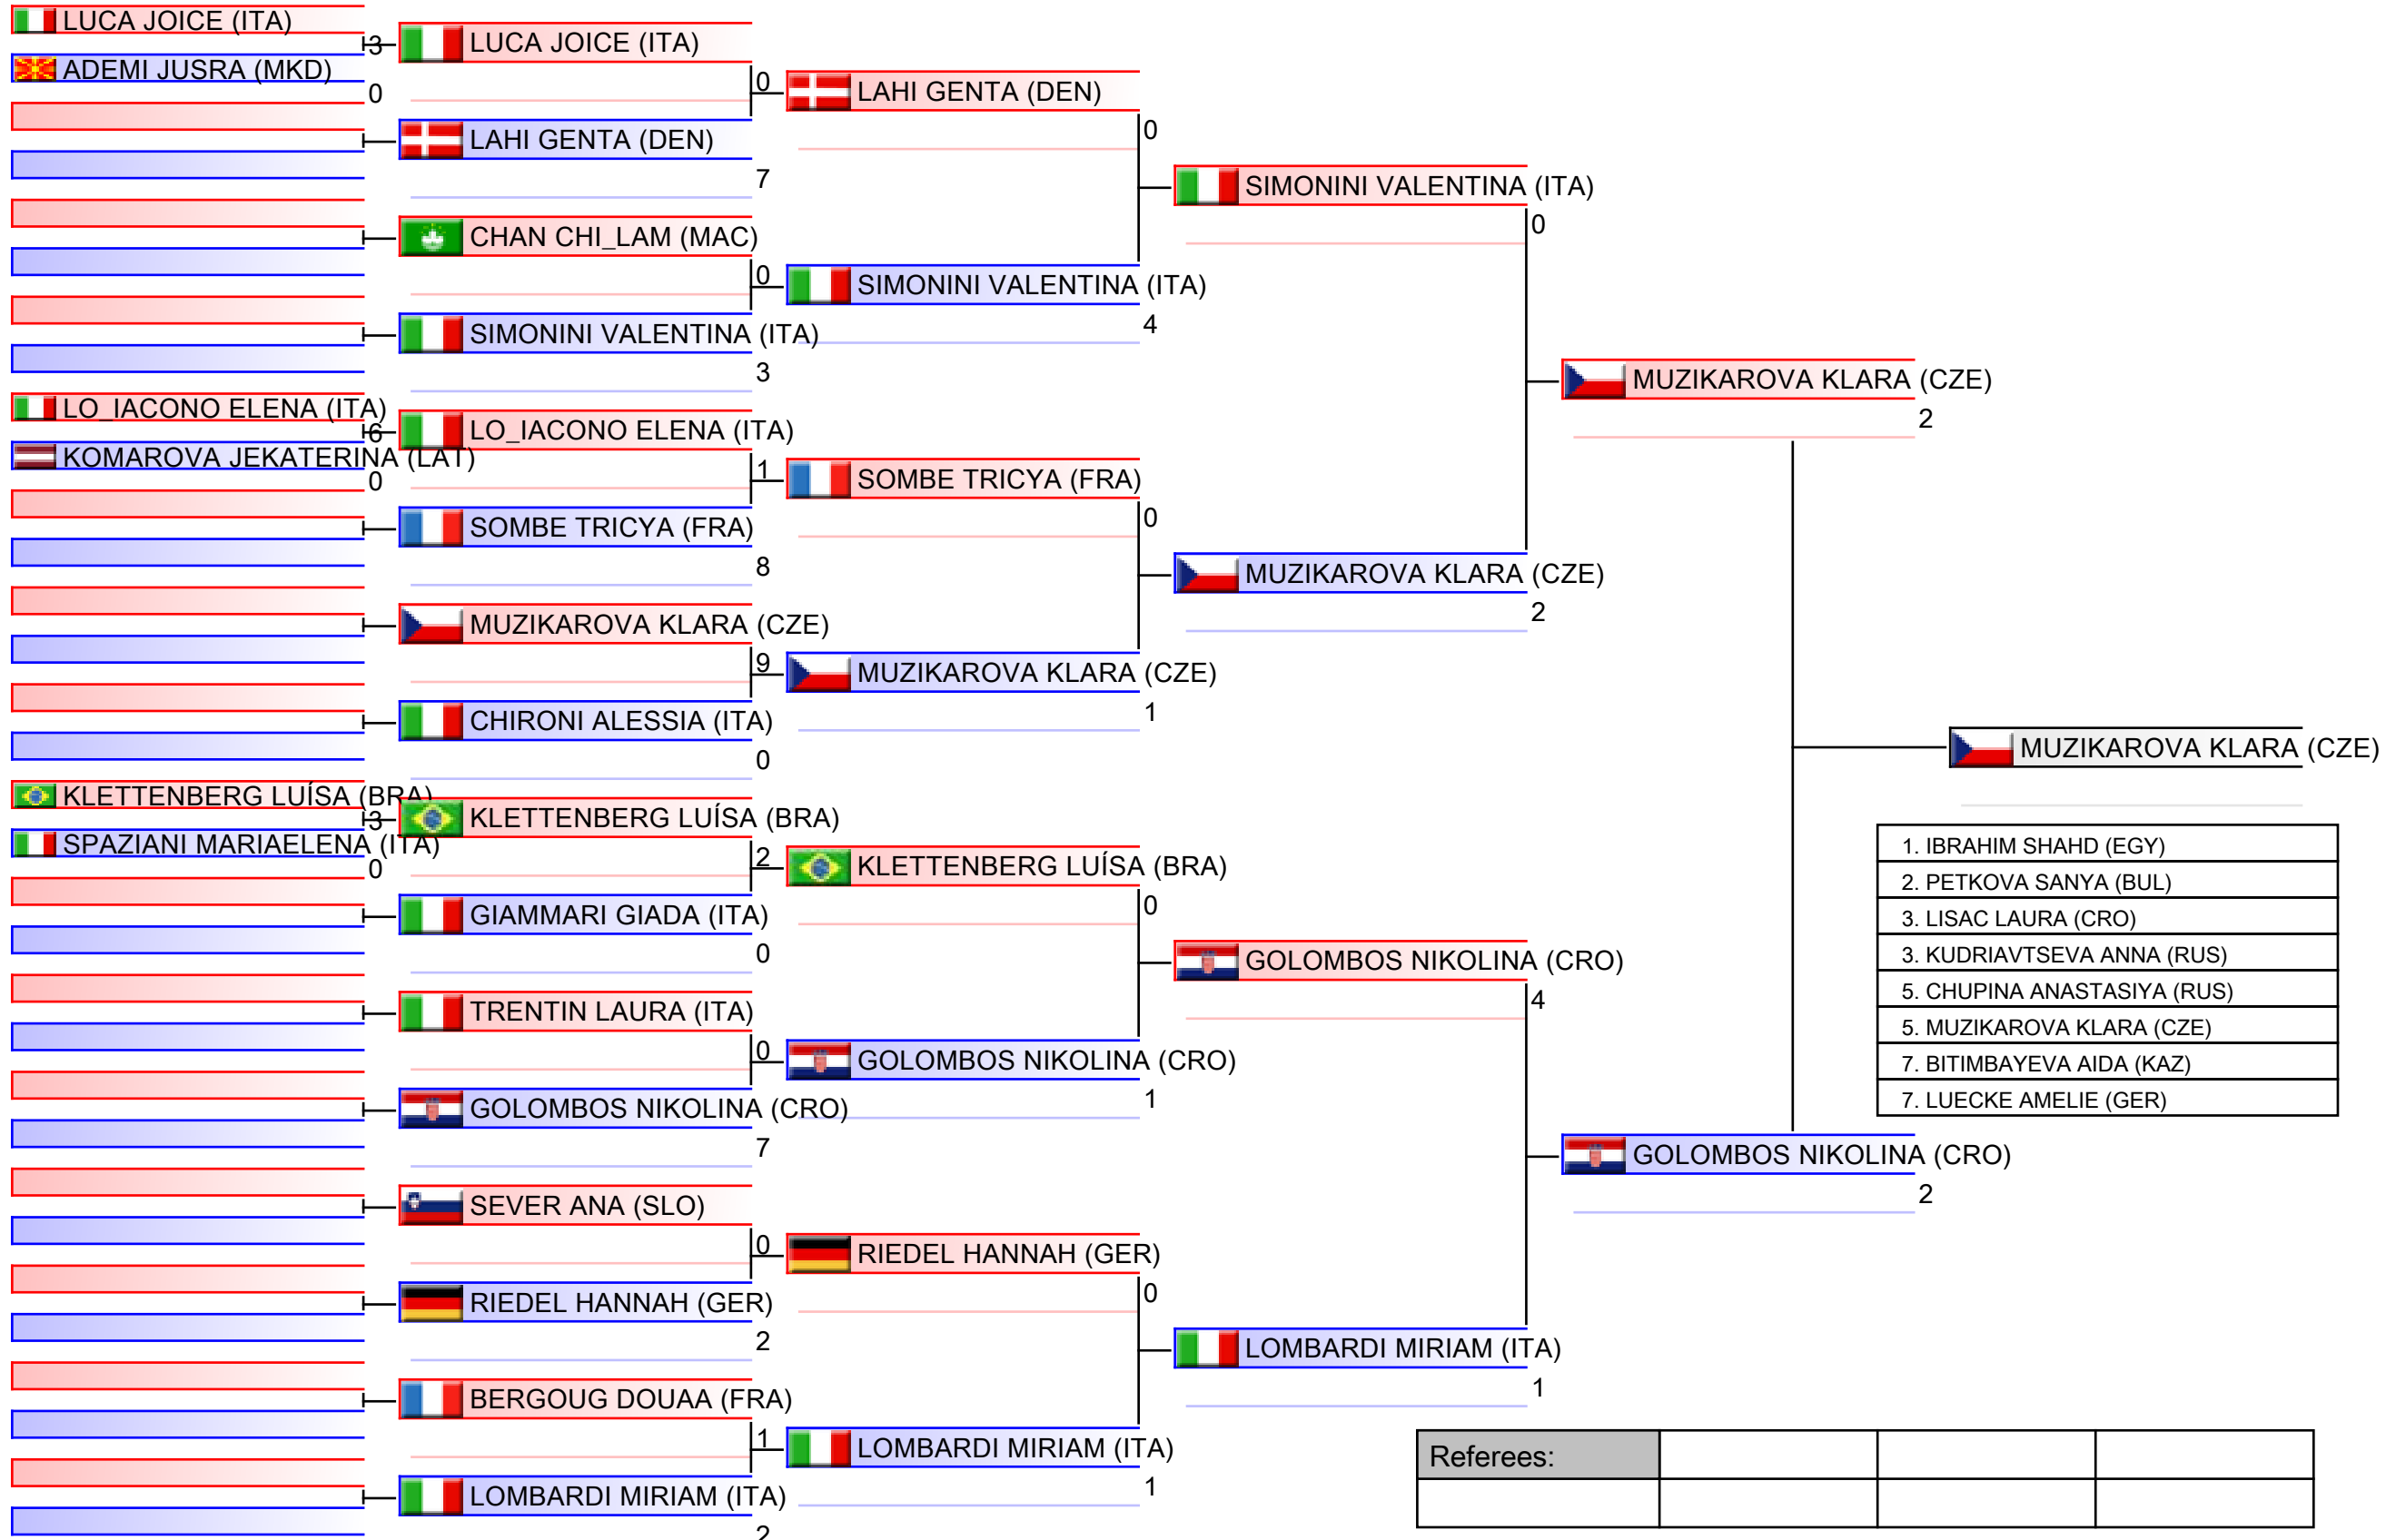 LUCA JOICE (ITA)
3
ADEMI JUSRA (MKD)
0
LO_IACONO ELENA (ITA)
6
KOMAROVA JEKATERINA (LAT)
0
KLETTENBERG LUÍSA (BRA)
3
SPAZIANI MARIAELENA (ITA)
0
LUCA JOICE (ITA)
0
LAHI GENTA (DEN)
7
CHAN CHI_LAM (MAC)
0
SIMONINI VALENTINA (ITA)
3
LO_IACONO ELENA (ITA)
1
SOMBE TRICYA (FRA)
8
MUZIKAROVA KLARA (CZE)
9
CHIRONI ALESSIA (ITA)
0
KLETTENBERG LUÍSA (BRA)
2
GIAMMARI GIADA (ITA)
0
TRENTIN LAURA (ITA)
0
GOLOMBOS NIKOLINA (CRO)
7
SEVER ANA (SLO)
0
RIEDEL HANNAH (GER)
2
BERGOUG DOUAA (FRA)
1
LOMBARDI MIRIAM (ITA)
2
LAHI GENTA (DEN)
0
SIMONINI VALENTINA (ITA)
4
SOMBE TRICYA (FRA)
0
MUZIKAROVA KLARA (CZE)
1
KLETTENBERG LUÍSA (BRA)
0
GOLOMBOS NIKOLINA (CRO)
1
RIEDEL HANNAH (GER)
0
LOMBARDI MIRIAM (ITA)
1
SIMONINI VALENTINA (ITA)
0
MUZIKAROVA KLARA (CZE)
2
GOLOMBOS NIKOLINA (CRO)
4
LOMBARDI MIRIAM (ITA)
1
MUZIKAROVA KLARA (CZE)
2
GOLOMBOS NIKOLINA (CRO)
2
MUZIKAROVA KLARA (CZE)
1. IBRAHIM SHAHD (EGY)
2. PETKOVA SANYA (BUL)
3. LISAC LAURA (CRO)
3. KUDRIAVTSEVA ANNA (RUS)
5. CHUPINA ANASTASIYA (RUS)
5. MUZIKAROVA KLARA (CZE)
7. BITIMBAYEVA AIDA (KAZ)
7. LUECKE AMELIE (GER)
Referees: